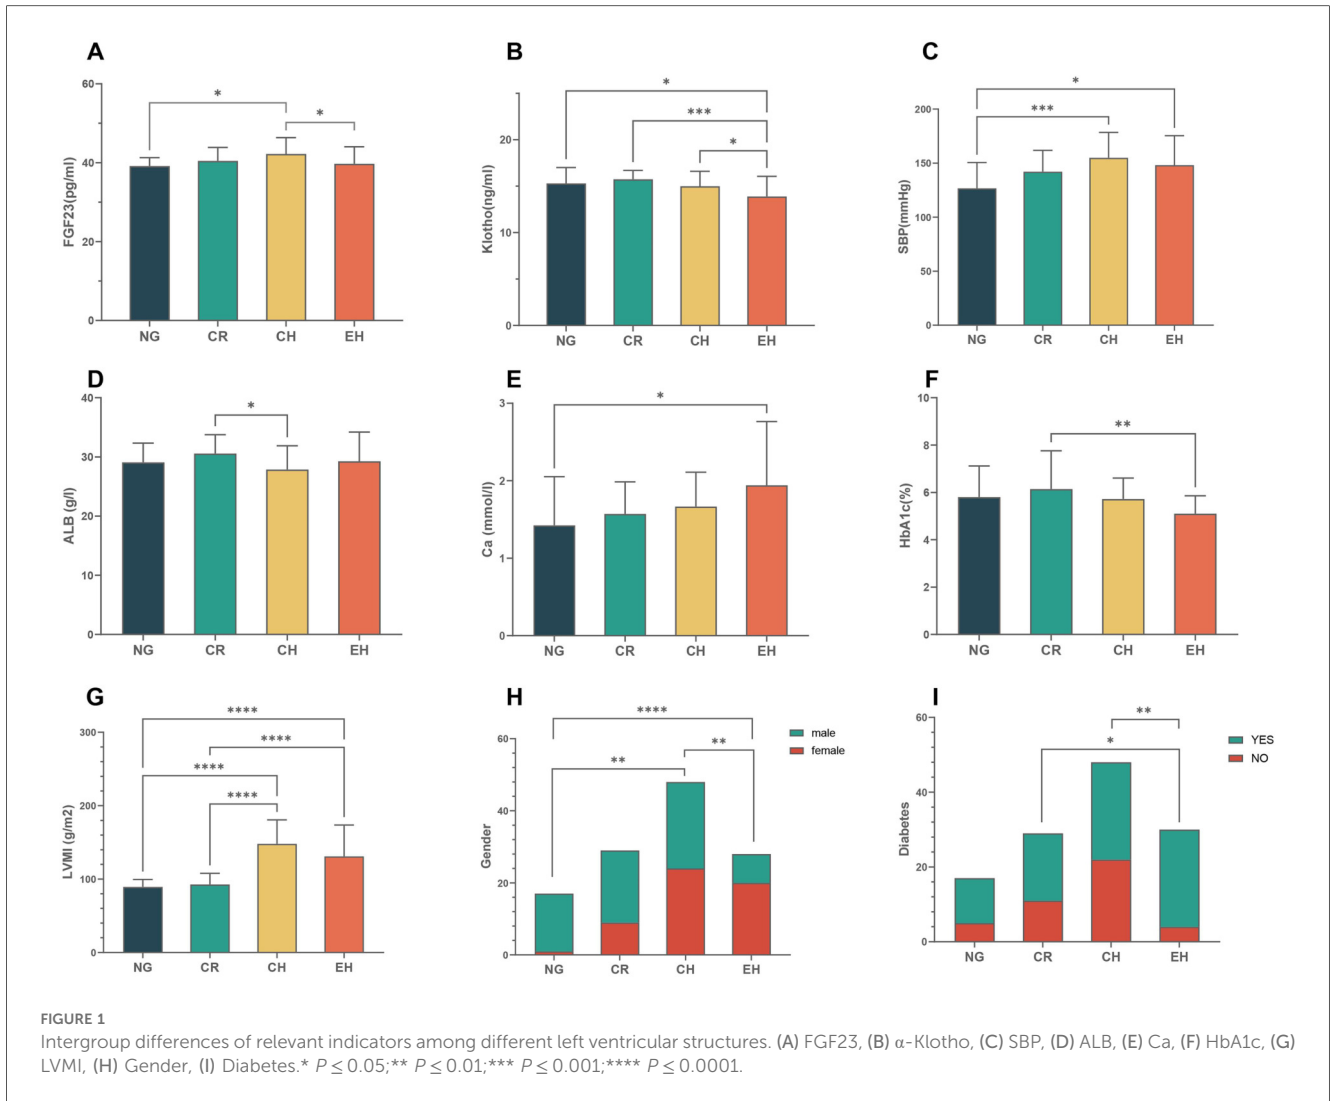 A
FGF23(pg/ml)
60
40
20
0
*
*
NG CR CH EH
B
Klotho(ng/ml)
20
10
0
*
***
*
NG CR CH EH
C
SBP(mmHg)
200
150
100
50
0
*
***
NG CR CH EH
D
ALB (g/l)
40
30
20
10
0
*
NG CR CH EH
E
Ca (mmol/l)
3
2
1
0
*
NG CR CH EH
F
HbA1c(%)
10
8
6
4
2
0
**
NG CR CH EH
G
LVMI (g/m2)
300
200
100
0
****
****
****
****
NG CR CH EH
H
Gender
60
40
20
0
****
**
**
male
female
NG CR CH EH
I
Diabetes
60
40
20
0
**
*
YES
NO
NG CR CH EH
FIGURE 1
Intergroup differences of relevant indicators among different left ventricular structures. (A) FGF23, (B) α-Klotho, (C) SBP, (D) ALB, (E) Ca, (F) HbA1c, (G)
LVMI, (H) Gender, (I) Diabetes.* P ≤ 0.05;** P ≤ 0.01;*** P ≤ 0.001;**** P ≤ 0.0001.